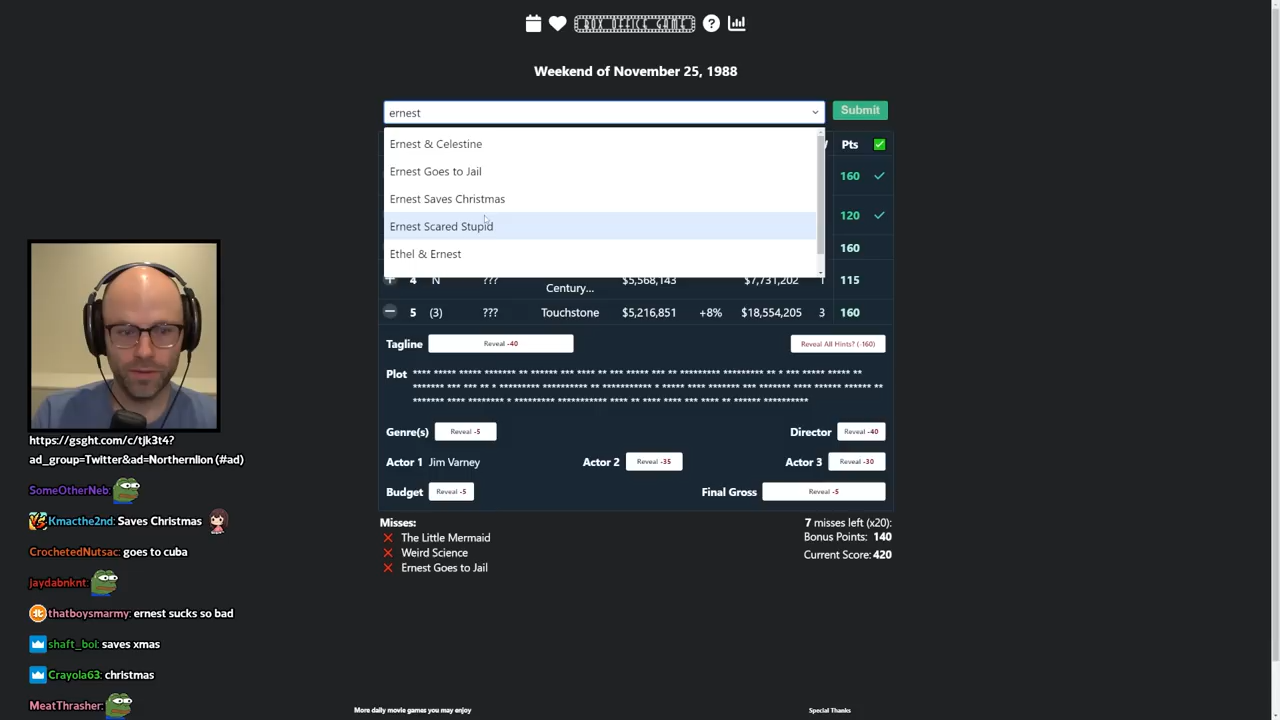 BOX OFFICE GAME
Weekend of November 25, 1988
ernest
Submit
Ernest & Celestine
Ernest Goes to Jail
Ernest Saves Christmas
Ernest Scared Stupid
Ethel & Ernest
Pts
160
120
160
4 N ??? Century... $5,568,143 $7,731,202 1 115
5 (3) ??? Touchstone $5,216,851 +8% $18,554,205 3 160
Tagline Reveal -40 Reveal All Hints? (-160)
Plot **** ***** ***** ******* ** ****** *** **** ** *** ***** *** ** ********* ********** ** * *** ***** ***** **
******* *** *** ** * ********* ********** ** *********** * ***** **** ******* *** ******* **** ****** ****** **
******* **** ******** * ********* *********** **** ** **** **** *** **** ** ****** **********
Genre(s) Reveal -5 Director Reveal -40
Actor 1 Jim Varney Actor 2 Reveal -35 Actor 3 Reveal -30
Budget Reveal -5 Final Gross Reveal -5
Misses:
The Little Mermaid
Weird Science
Ernest Goes to Jail
7 misses left (x20):
Bonus Points: 140
Current Score: 420
https://gsght.com/c/tjk3t4?
ad_group=Twitter&ad=Northernlion (#ad)
SomeOtherNeb:
Kmacthe2nd: Saves Christmas
CrochetedNutsac: goes to cuba
jaydabnknt:
thatboysmarmy: ernest sucks so bad
shaft_bol: saves xmas
Crayola63: christmas
MeatThrasher:
More daily movie games you may enjoy
Special Thanks